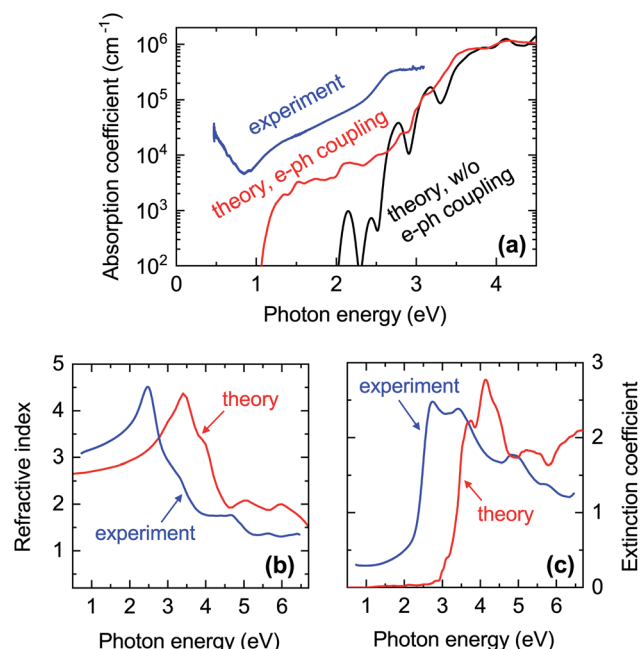 Absorption coefficient (cm⁻¹)
10⁶
10⁵
10⁴
10³
10²
experiment
theory, e-ph coupling
theory, w/o
e-ph coupling
(a)
0 1 2 3 4
Photon energy (eV)
Refractive index
5
4
3
2
1
theory
experiment
(b)
1 2 3 4 5 6
Photon energy (eV)
experiment
theory
(c)
3
2
1
0
Extinction coefficient
0 1 2 3 4 5 6
Photon energy (eV)